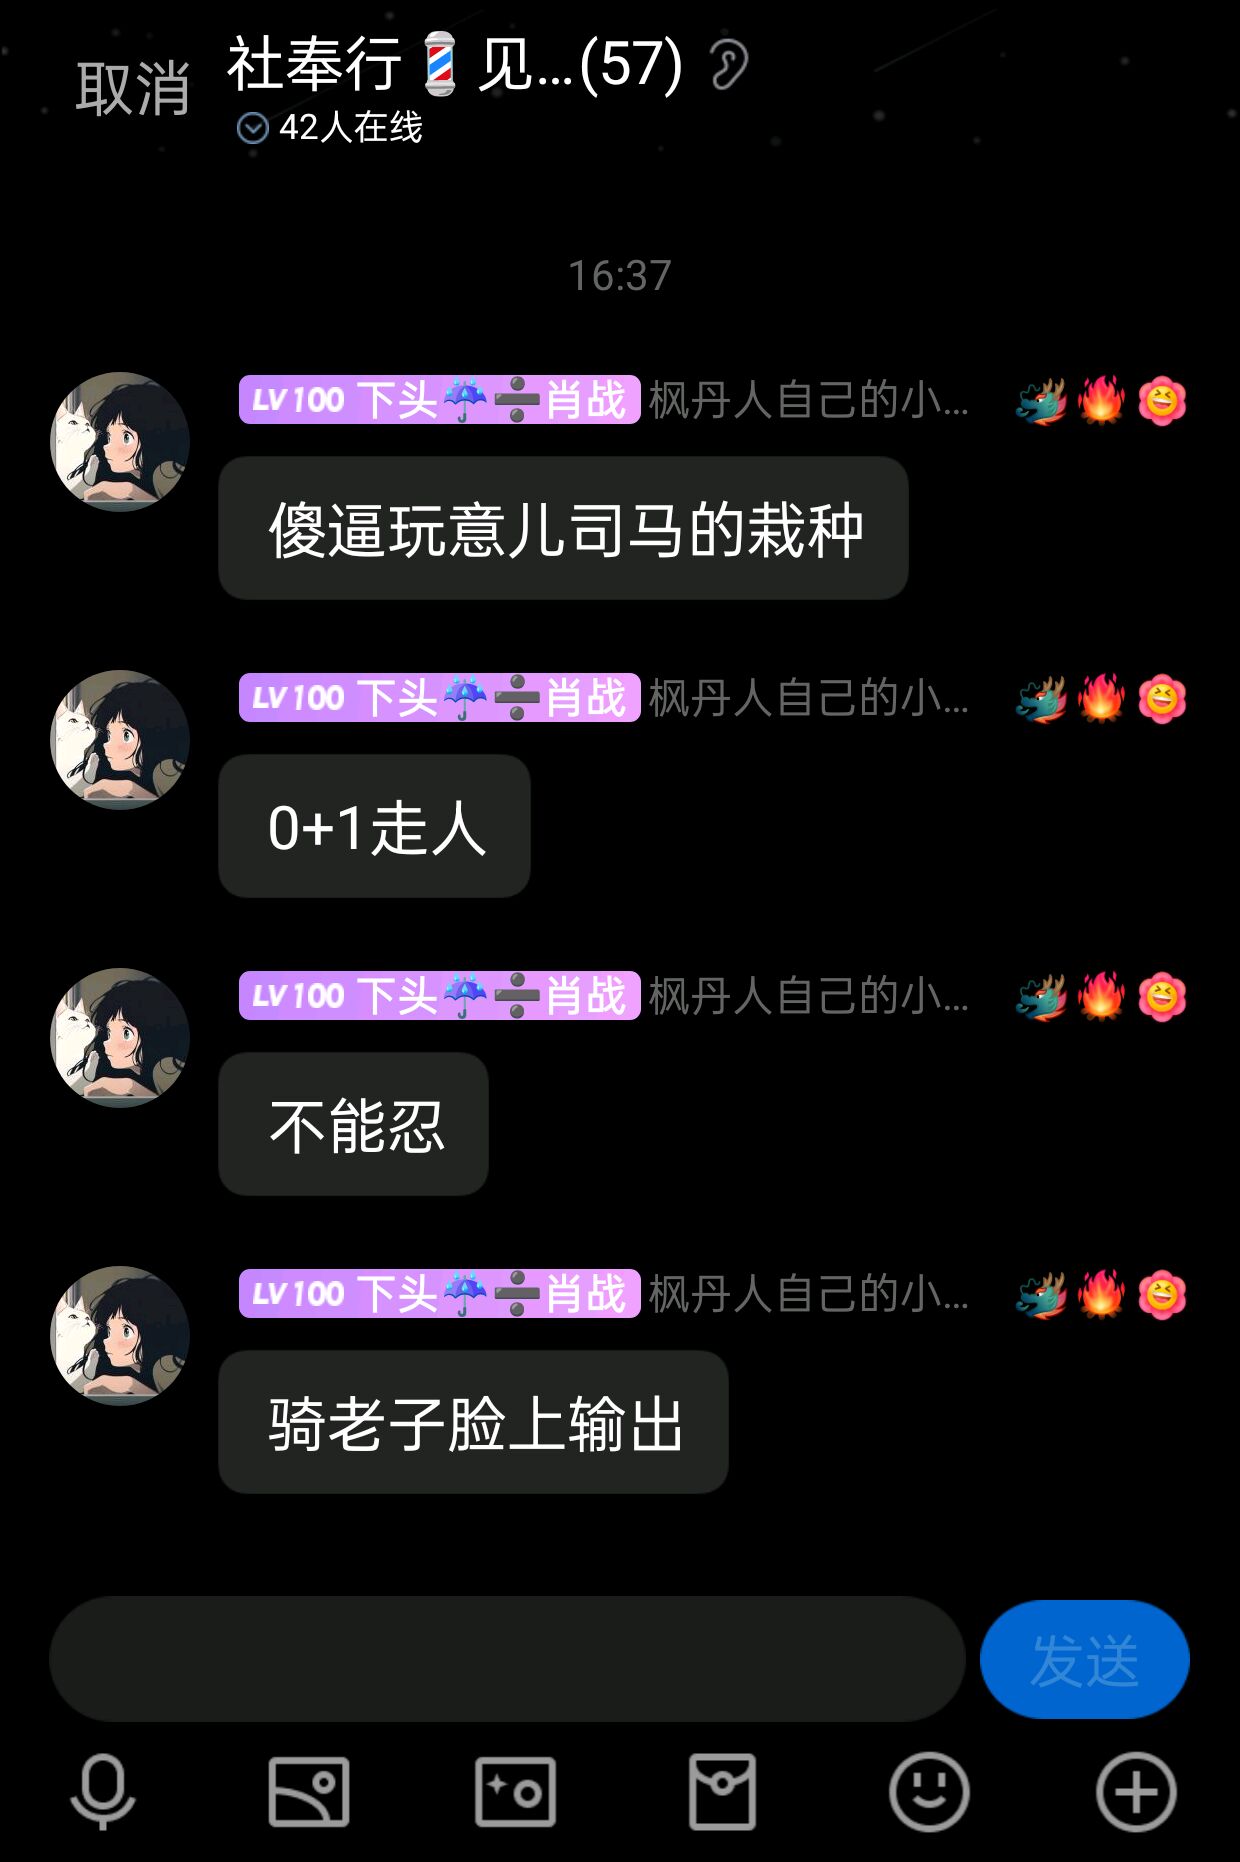 取消
社奉行💈见...(57)
42人在线
16:37
LV100 下头☔➗肖战 枫丹人自己的小... 🐲🔥
傻逼玩意儿司马的栽种
LV100 下头☔➗肖战 枫丹人自己的小... 🐲🔥
0+1走人
LV100 下头☔➗肖战 枫丹人自己的小... 🐲🔥
不能忍
LV100 下头☔➗肖战 枫丹人自己的小... 🐲🔥
骑老子脸上输出
发送